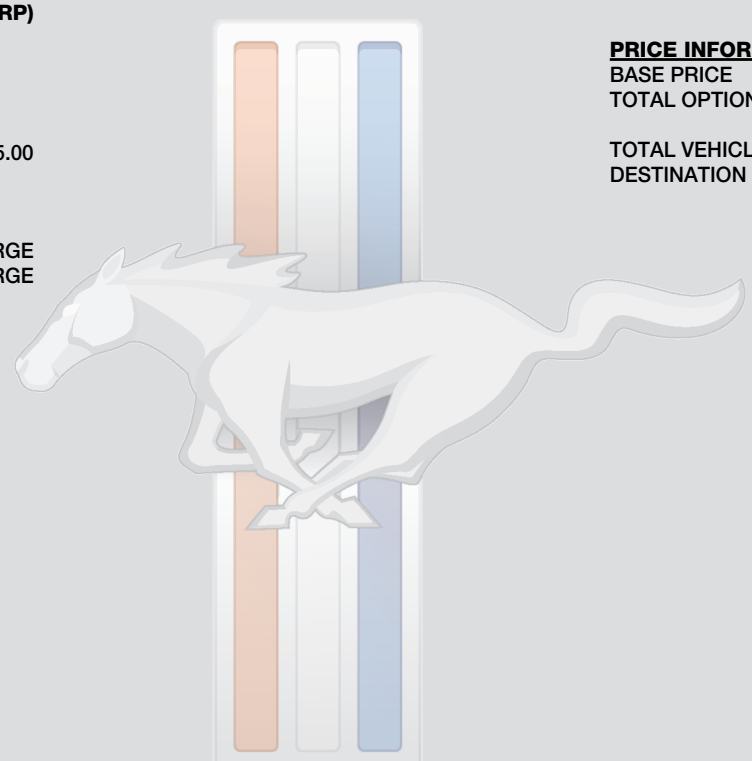 RP)
5.00
RGE
RGE
PRICE INFOR
BASE PRICE
TOTAL OPTION
TOTAL VEHICL
DESTINATION